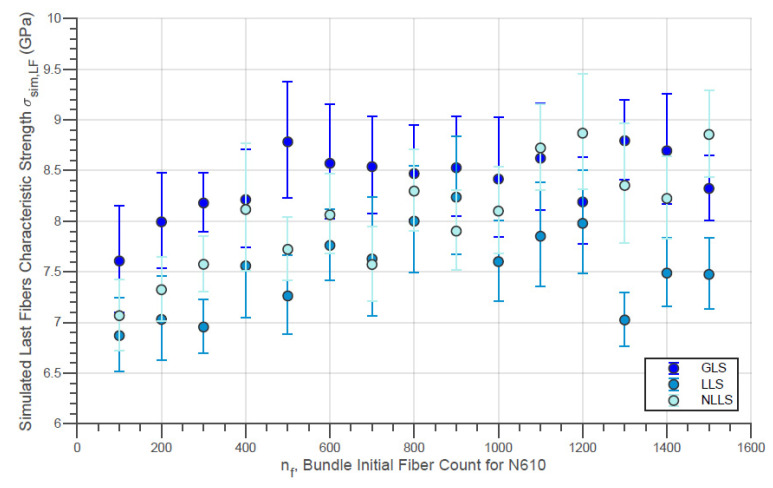 Simulated Last Fibers Characteristic Strength σsim,LF (GPa)
10
9.5
9
8.5
8
7.5
7
6.5
6
0 200 400 600 800 1000 1200 1400 1600
nf, Bundle Initial Fiber Count for N610
GLS
LLS
NLLS